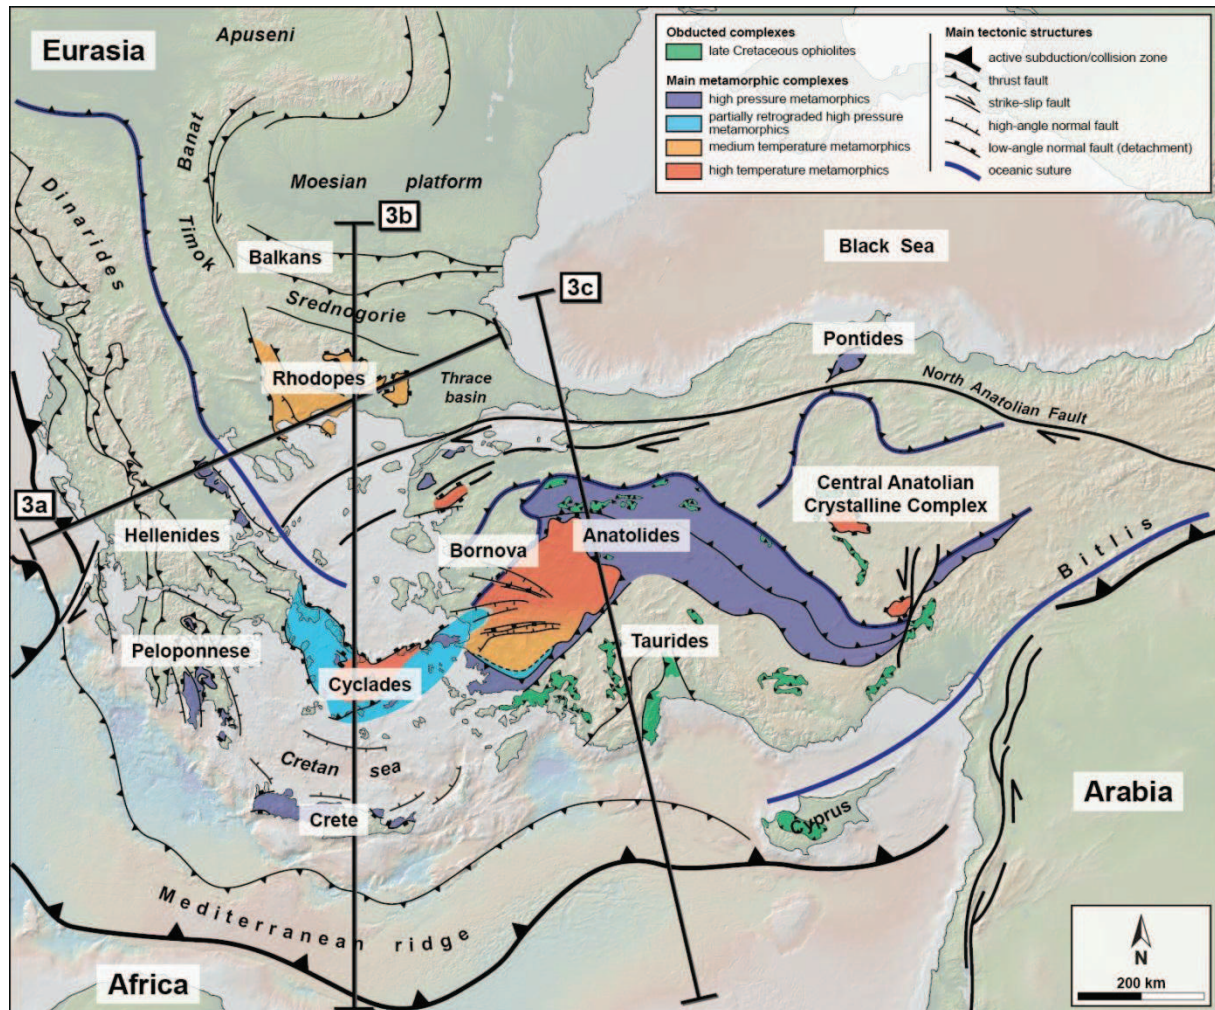 Eurasia
Apuseni
Obducted complexes
late Cretaceous ophiolites
Main metamorphic complexes
high pressure metamorphics
partially retrograded high pressure
metamorphics
medium temperature metamorphics
high temperature metamorphics
Main tectonic structures
active subduction/collision zone
thrust fault
strike-slip fault
high-angle normal fault
low-angle normal fault (detachment)
oceanic suture
Banat
Timok
Dinarides
Moesian platform
3b
Balkans
Srednogorie
Black Sea
3c
Pontides
North Anatolian Fault
Rhodopes
Thrace
basin
3a
Hellenides
Bornova
Anatolides
Central Anatolian
Crystalline Complex
Bitlis
Peloponnese
Cyclades
Taurides
Cretan sea
Crete
Cyprus
Arabia
Mediterranean ridge
Africa
N
200 km